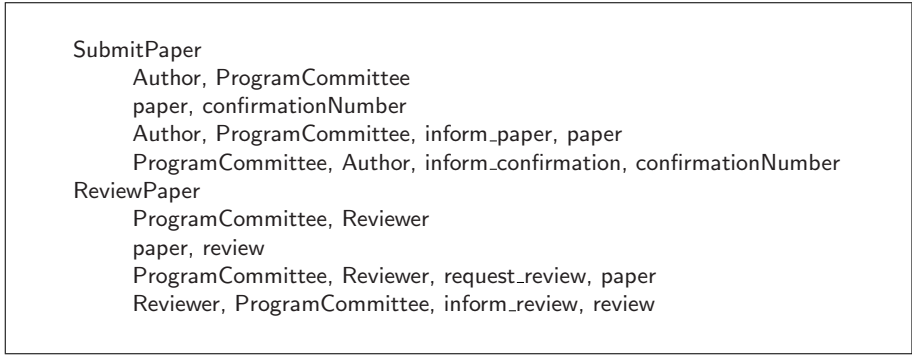 SubmitPaper
Author, ProgramCommittee
paper, confirmationNumber
Author, ProgramCommittee, inform_paper, paper
ProgramCommittee, Author, inform_confirmation, confirmationNumber
ReviewPaper
ProgramCommittee, Reviewer
paper, review
ProgramCommittee, Reviewer, request_review, paper
Reviewer, ProgramCommittee, inform_review, review